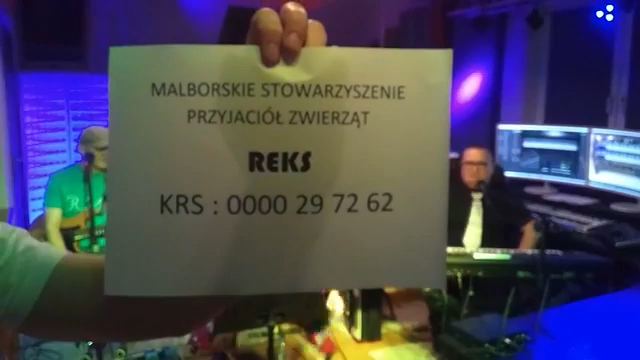 MALBORSKIE STOWARZYSZENIE
PRZYJACIÓŁ ZWIERZĄT
REKS
KRS : 0000 29 72 62